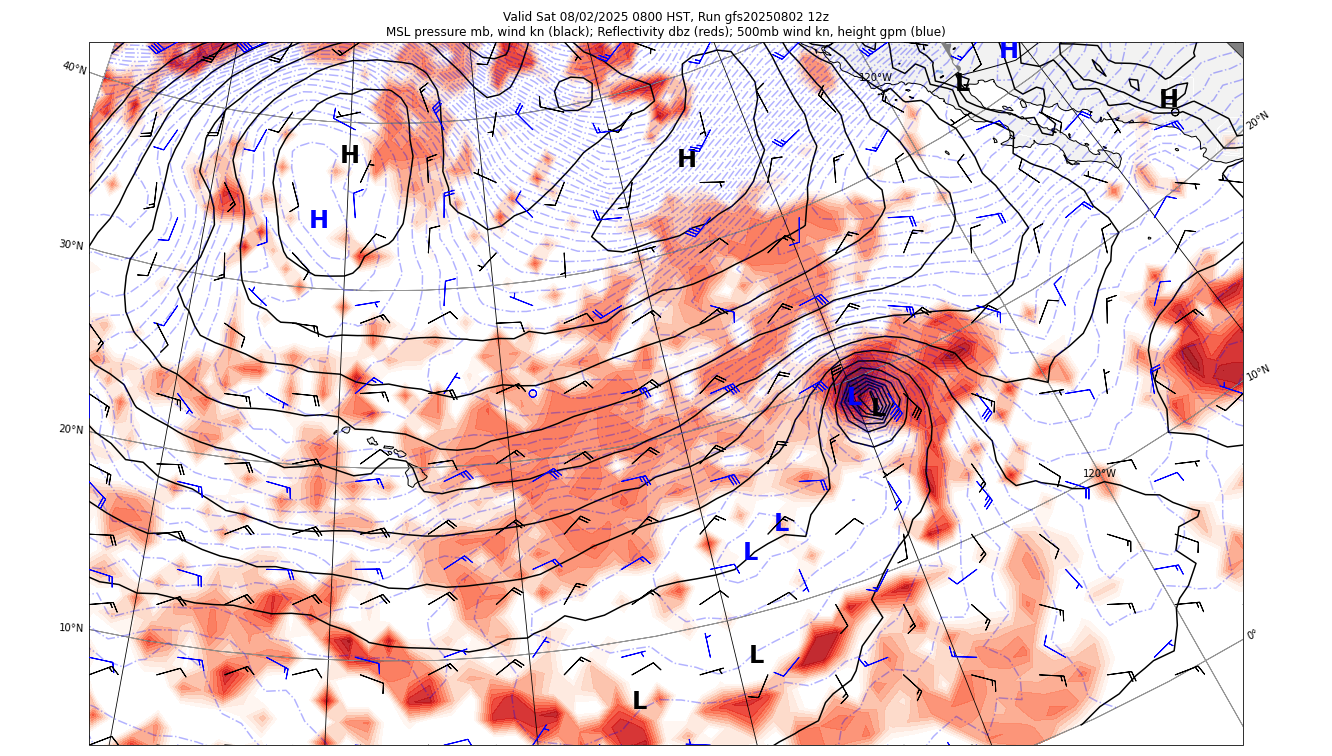 Valid Sat 08/02/2025 0800 HST, Run gfs20250802 12z
MSL pressure mb, wind kn (black); Reflectivity dbz (reds); 500mb wind kn, height gpm (blue)
H
40°N
120°W
L
H
20°N
H
H
H
30°N
10°N
L
L
20°N
120°W
L
L
10°N
0°
L
L